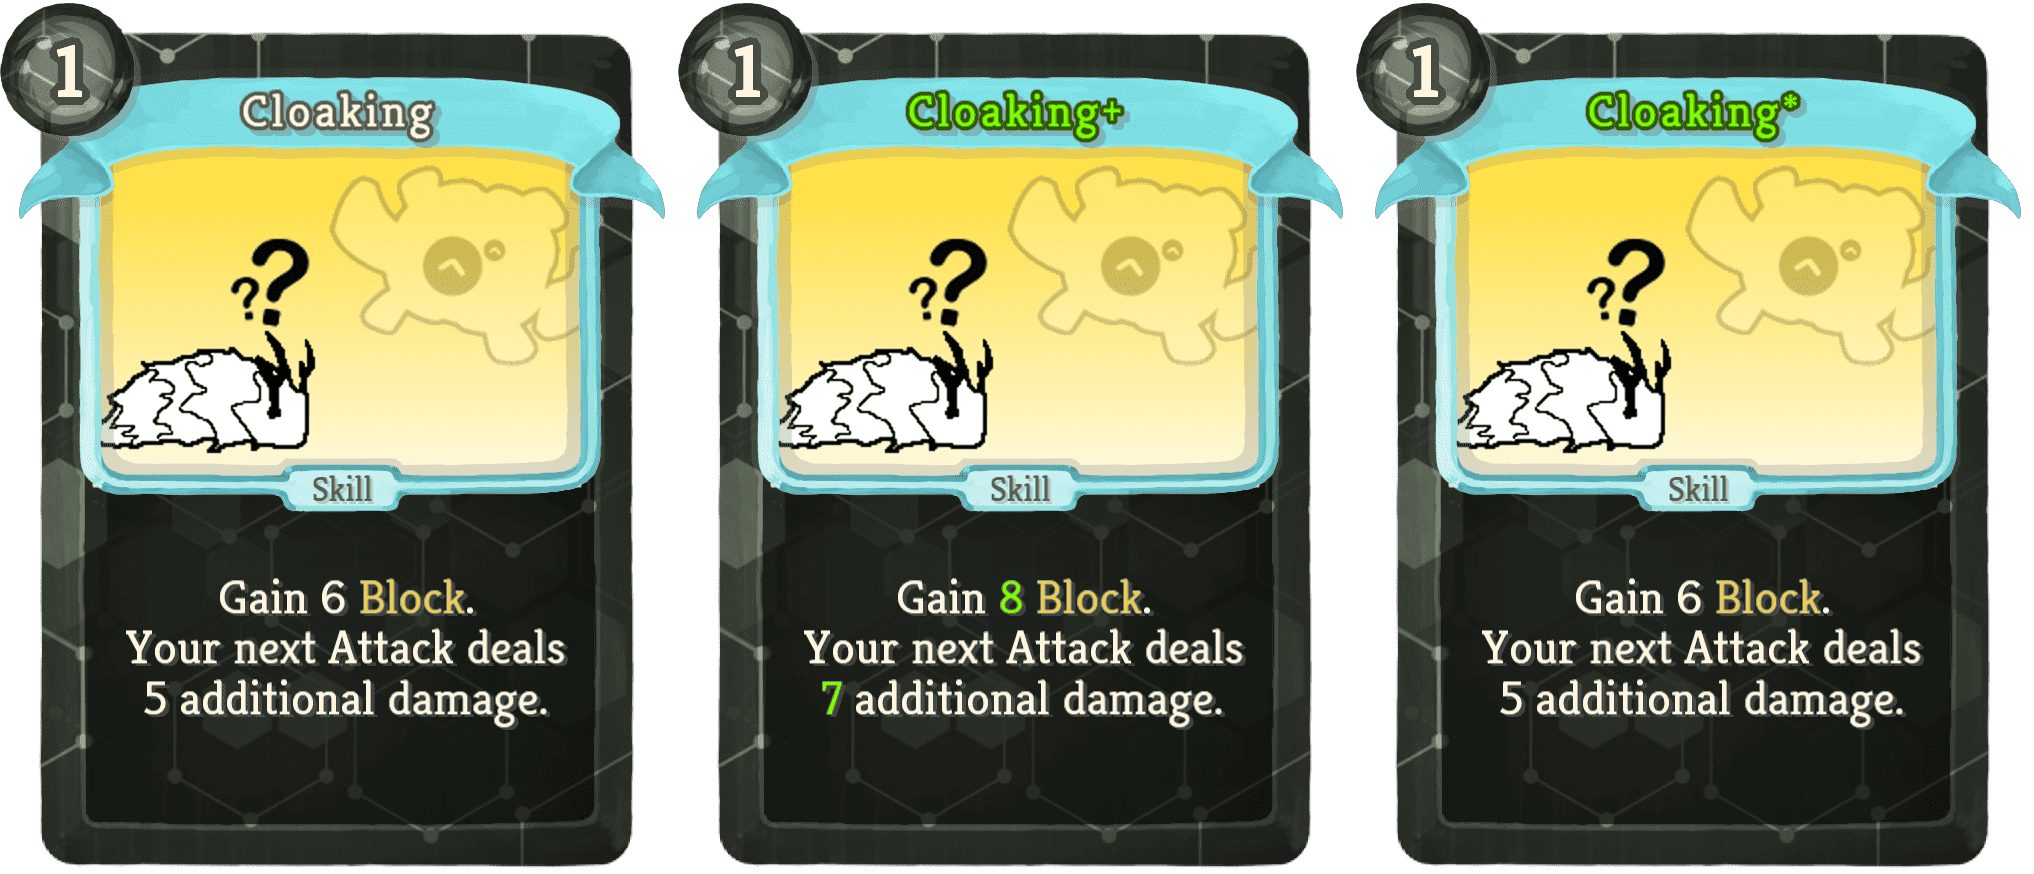 1
Cloaking
? ?
Skill
Gain 6 Block.
Your next Attack deals
5 additional damage.
1
Cloaking+
? ?
Skill
Gain 8 Block.
Your next Attack deals
7 additional damage.
1
Cloaking*
? ?
Skill
Gain 6 Block.
Your next Attack deals
5 additional damage.